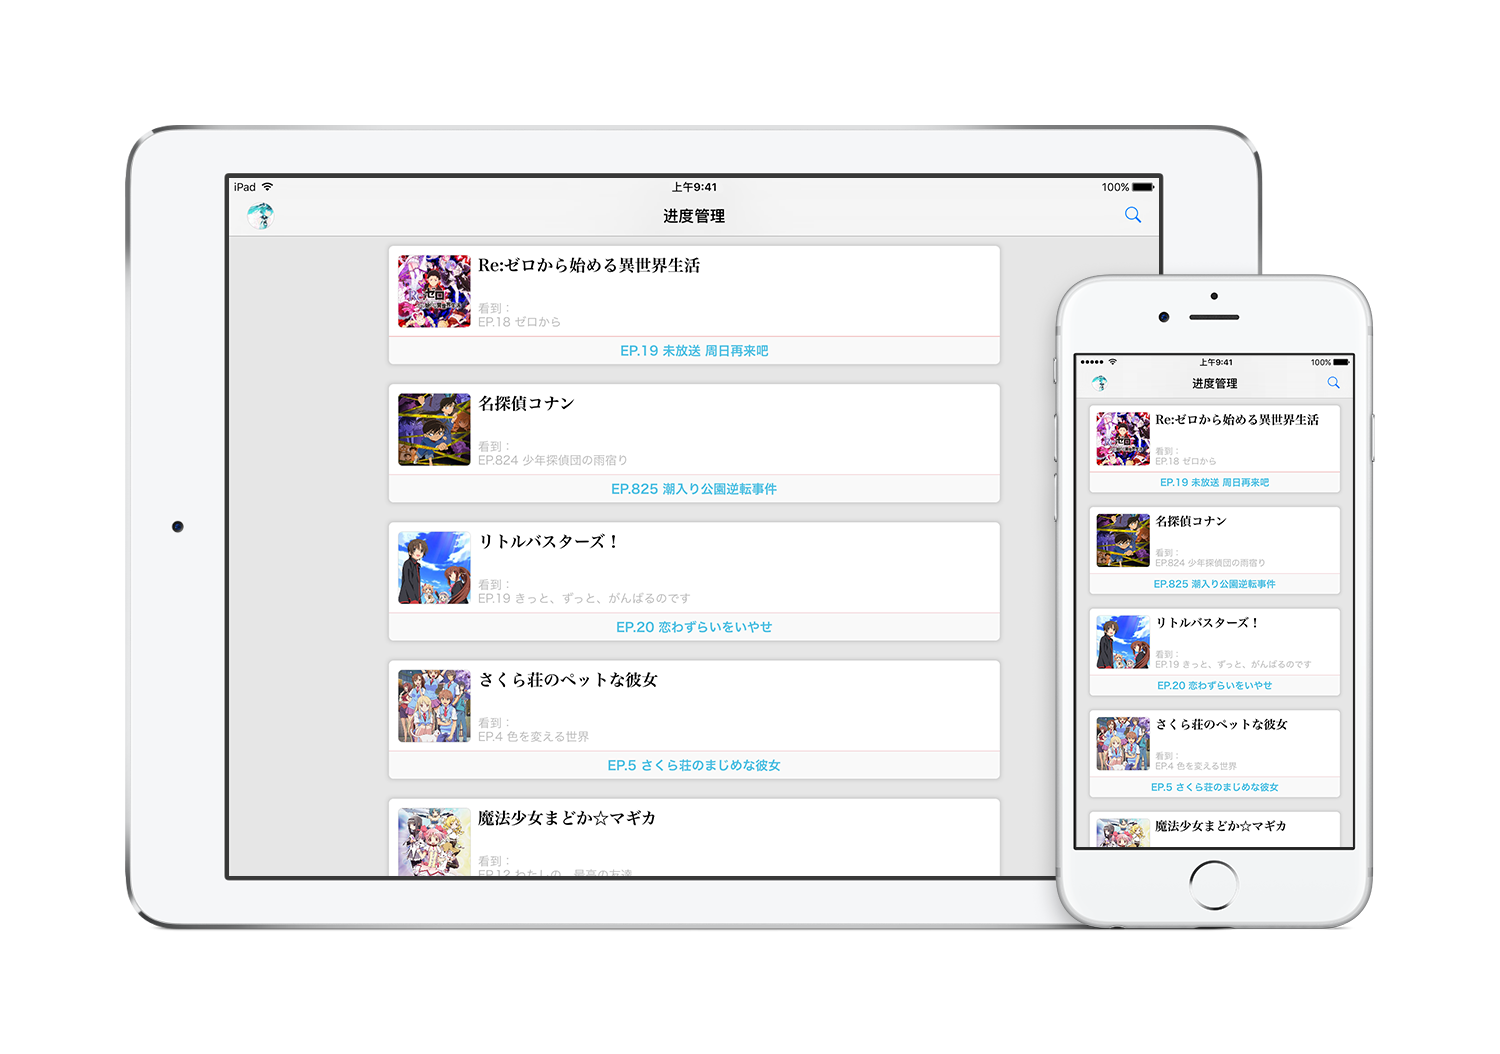 iPad
上午9:41
100%
进度管理
Re:ゼロ
Re:ゼロから始める異世界生活
看到：
EP.18 ゼロから
EP.19 未放送 周日再来吧
名探偵コナン
看到：
EP.824 少年探偵団の雨宿り
EP.825 潮入り公園逆転事件
リトルバスターズ！
看到：
EP.19 きっと、ずっと、がんばるのです
EP.20 恋わずらいをいやせ
さくら荘のペットな彼女
看到：
EP.4 色を変える世界
EP.5 さくら荘のまじめな彼女
魔法少女まどか☆マギカ
看到：
EP.12 わたしの、最高の友達
上午9:41
100%
进度管理
Re:ゼロから始める異世界生活
看到：
EP.18 ゼロから
EP.19 未放送 周日再来吧
名探偵コナン
看到：
EP.824 少年探偵団の雨宿り
EP.825 潮入り公園逆転事件
リトルバスターズ！
看到：
EP.19 きっと、ずっと、がんばるのです
EP.20 恋わずらいをいやせ
さくら荘のペットな彼女
看到：
EP.4 色を変える世界
EP.5 さくら荘のまじめな彼女
魔法少女まどか☆マギカ